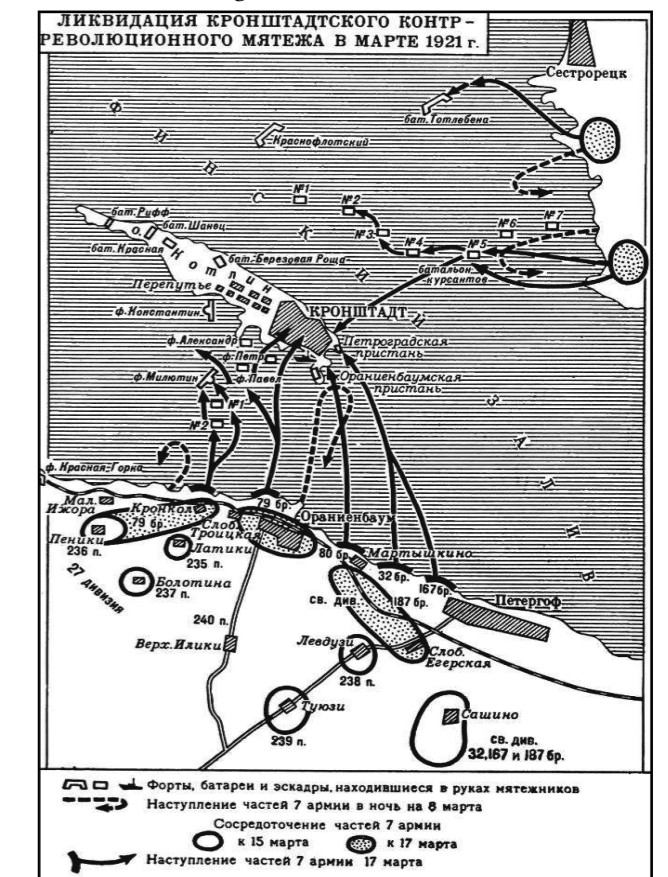 ЛИКВИДАЦИЯ КРОНШТАДТСКОГО КОНТР-
РЕВОЛЮЦИОННОГО МЯТЕЖА В МАРТЕ 1921 г.
Сестрорецк
бат. Тотлебена
Краснофлотский
ФИНСКИЙ ЗАЛИВ
№1
№2
№3
№4
№5
№6
№7
батальон
курсантов
бат. Рифф
бат. Шанец
бат. Красная
о. Котлин
бат. Березовая Роща
Перепутье
ф. Константин
КРОНШТАДТ
ф. Александр
ф. Петр
Петроградская
пристань
ф. Милютин
ф. Павел
Ораниенбаумская
пристань
№1
№2
ф. Красная-Горка
Мал.
Ижора
Кронкол
79 бр.
79 бр.
Слоб.
Троицкая
Ораниенбаум
Пеники
236 п.
Латики
235 п.
80 бр.
Мартышкино
32 бр.
167 бр.
27 дивизия
Болотина
237 п.
св. див.
187 бр.
Петергоф
240 п.
Верх. Илики
Левдузи
238 п.
Слоб.
Егерская
Туюзи
239 п.
Сашино
св. див.
32,167 и 187 бр.
Форты, батареи и эскадры, находившиеся в руках мятежников
Наступление частей 7 армии в ночь на 8 марта
Сосредоточение частей 7 армии
к 15 марта
к 17 марта
Наступление частей 7 армии 17 марта